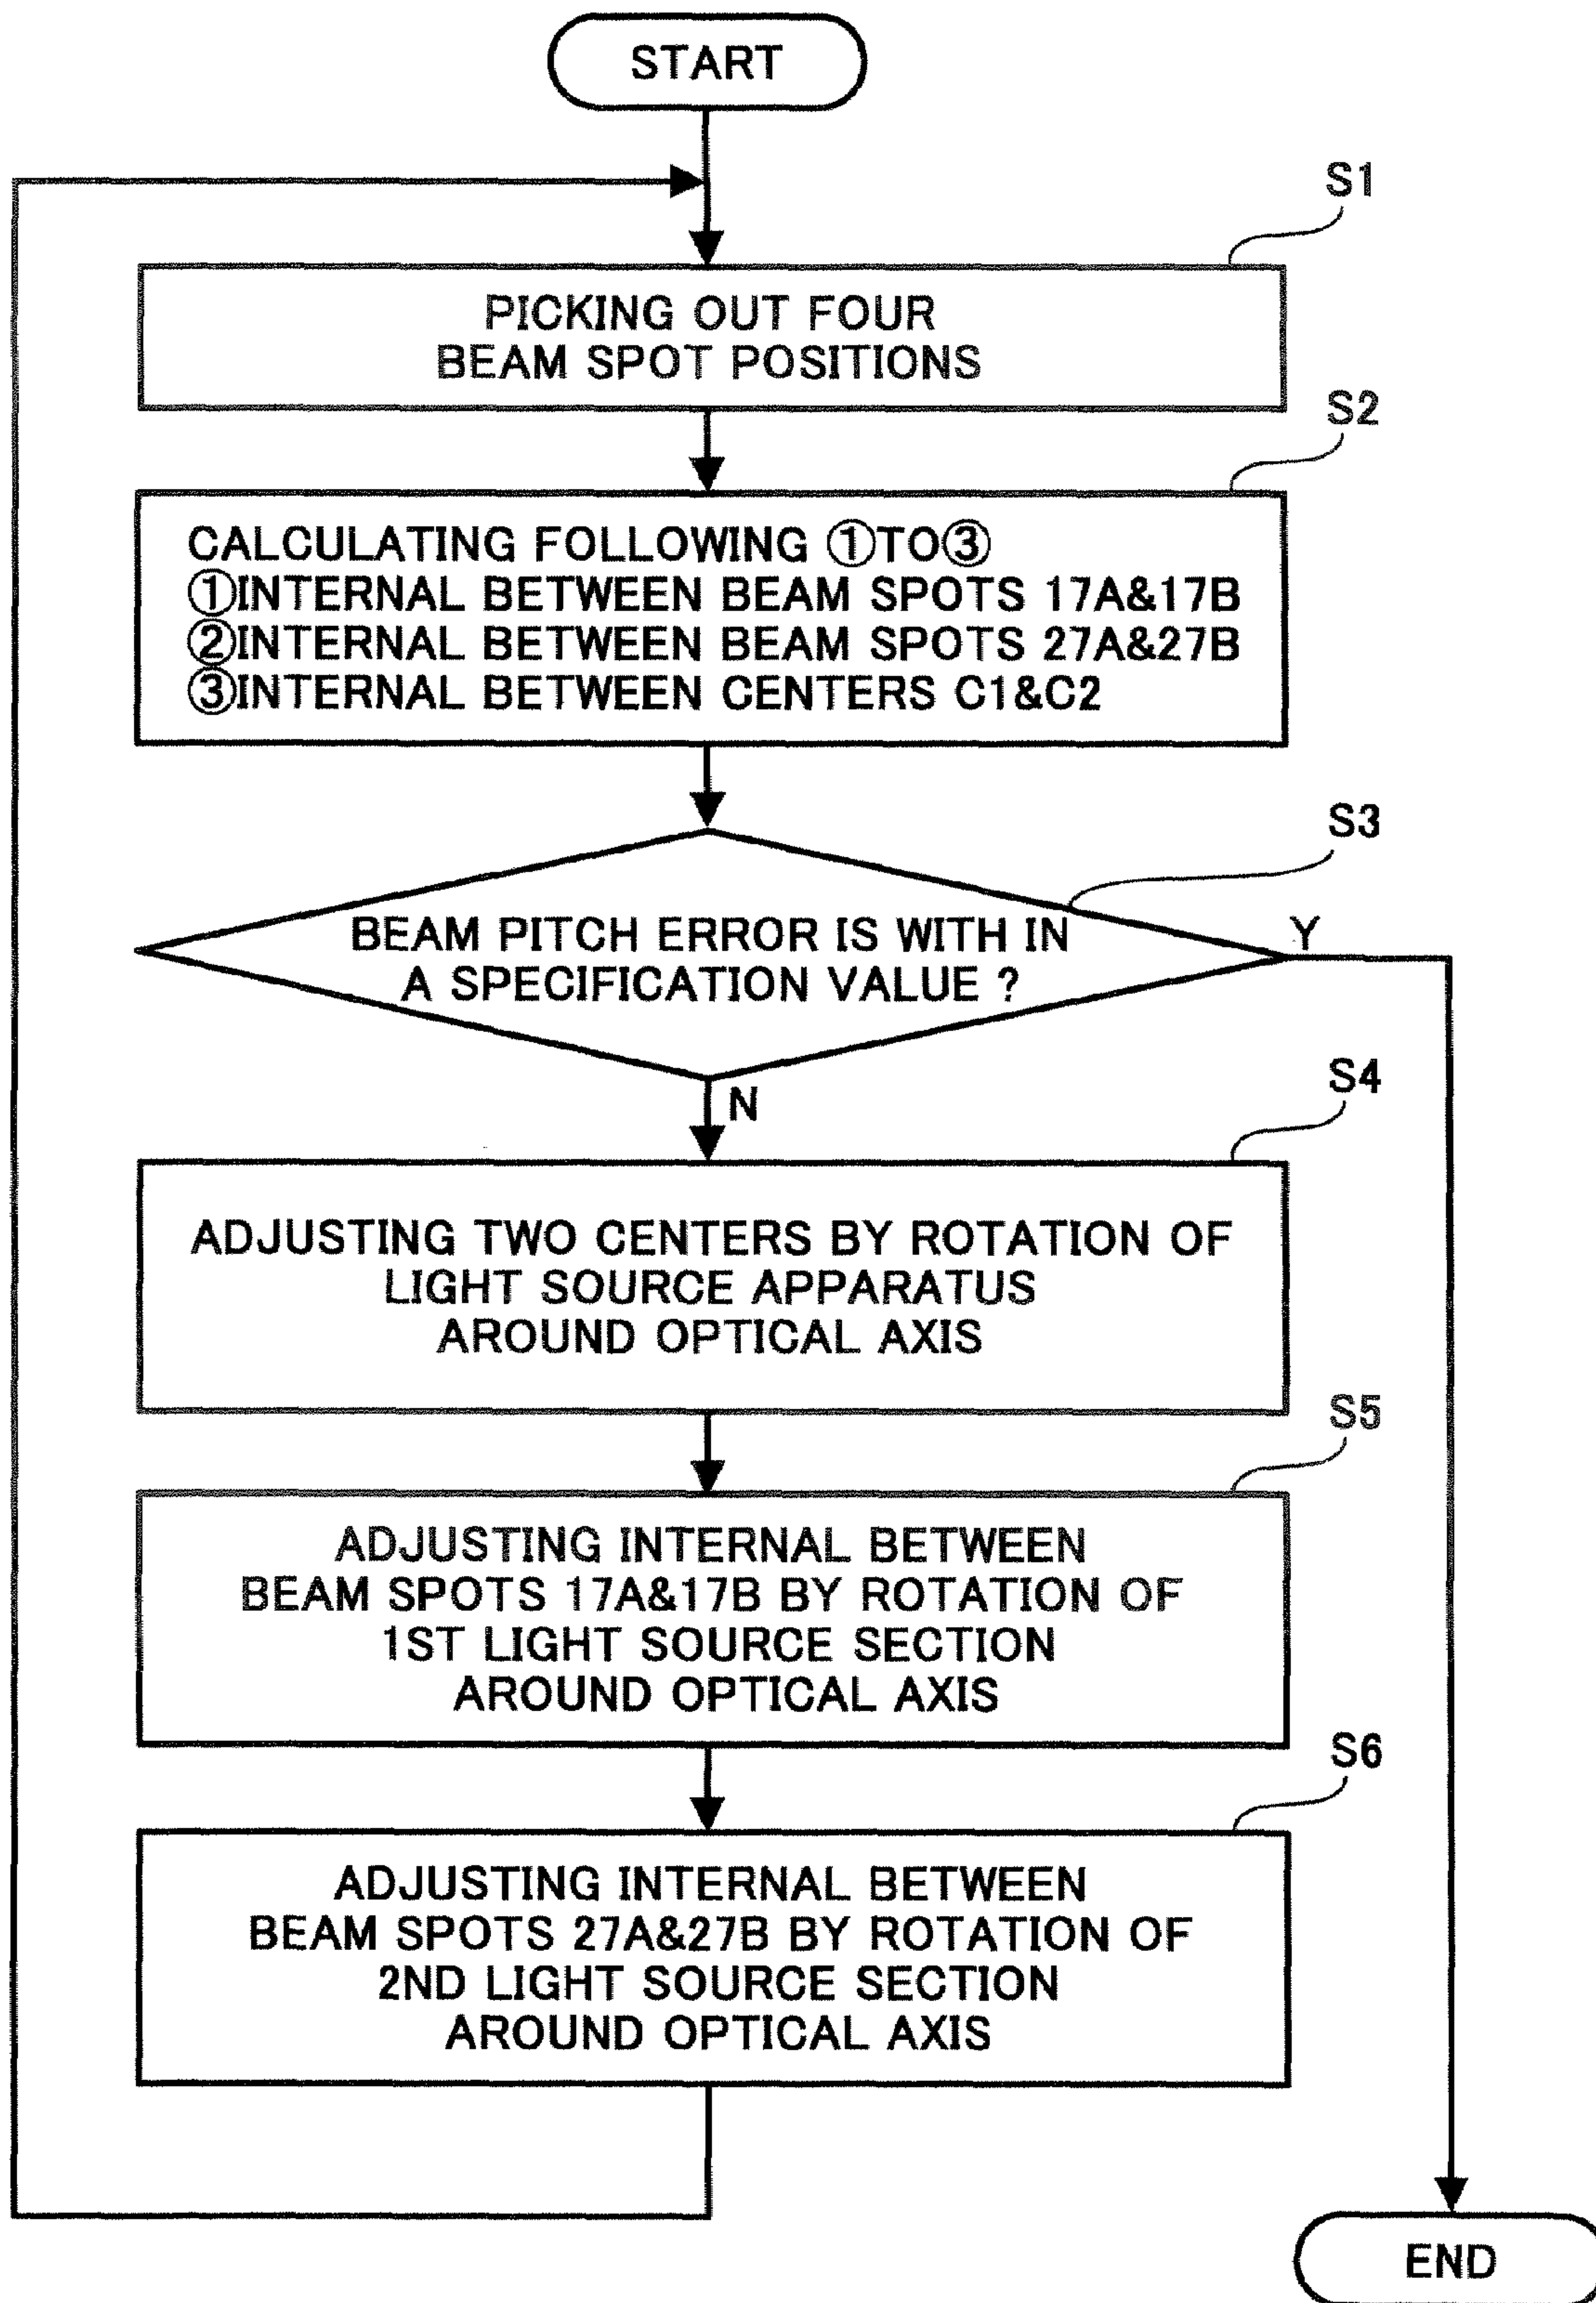 START
S1
PICKING OUT FOUR
BEAM SPOT POSITIONS
S2
CALCULATING FOLLOWING ①TO③
①INTERNAL BETWEEN BEAM SPOTS 17A&17B
②INTERNAL BETWEEN BEAM SPOTS 27A&27B
③INTERNAL BETWEEN CENTERS C1&C2
S3
BEAM PITCH ERROR IS WITH IN
A SPECIFICATION VALUE ?
Y
N
S4
ADJUSTING TWO CENTERS BY ROTATION OF
LIGHT SOURCE APPARATUS
AROUND OPTICAL AXIS
S5
ADJUSTING INTERNAL BETWEEN
BEAM SPOTS 17A&17B BY ROTATION OF
1ST LIGHT SOURCE SECTION
AROUND OPTICAL AXIS
S6
ADJUSTING INTERNAL BETWEEN
BEAM SPOTS 27A&27B BY ROTATION OF
2ND LIGHT SOURCE SECTION
AROUND OPTICAL AXIS
END